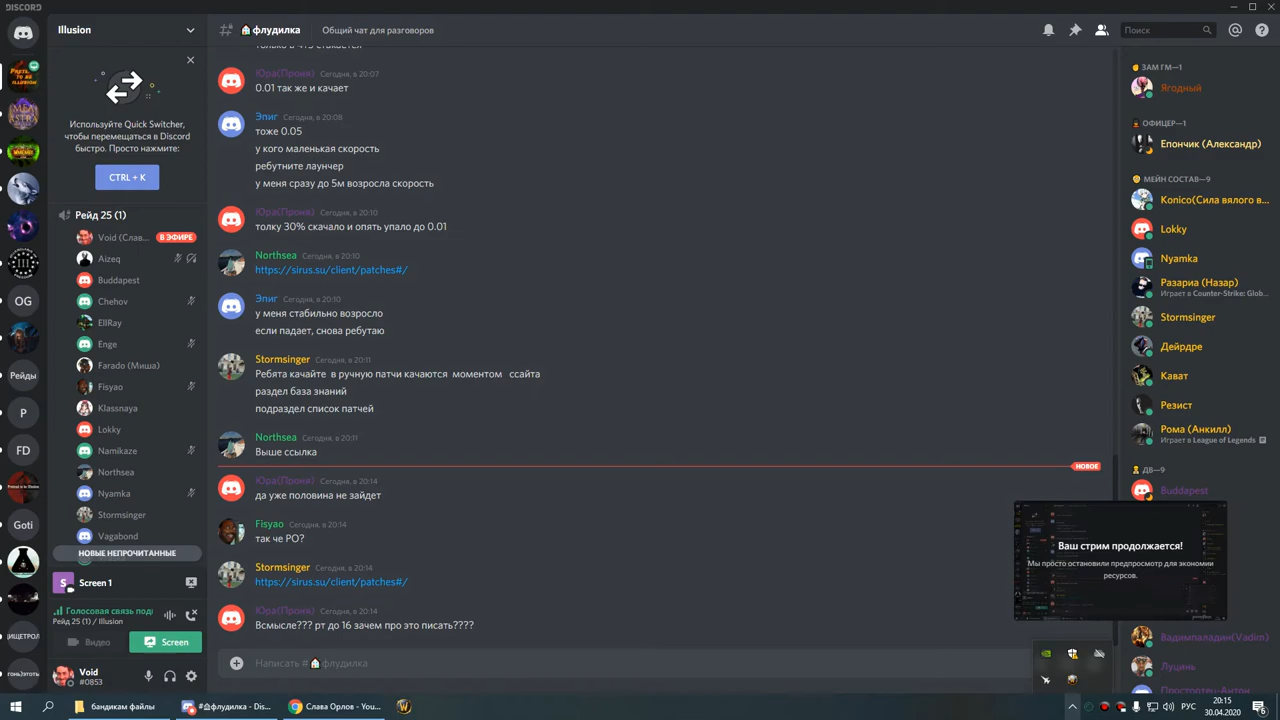 DISCORD
Illusion
# флудилка
Общий чат для разговоров
Поиск
Используйте Quick Switcher,
чтобы перемещаться в Discord
быстро. Просто нажмите:
CTRL + K
Рейд 25 (1)
Void (Слав...
В ЭФИРЕ
Aizeq
Buddapest
Chehov
EllRay
Enge
Farado (Миша)
Fisyao
Klassnaya
Lokky
Namikaze
Northsea
Nyamka
Stormsinger
Vagabond
НОВЫЕ НЕПРОЧИТАННЫЕ
S
Screen 1
Голосовая связь подк
Рейд 25 (1) / Illusion
Видео
Screen
Void
#0853
OG
Рейды
P
FD
Goti
Юра(Проня) Сегодня, в 20:07
0.01 так же и качает
Эпиг Сегодня, в 20:08
тоже 0.05
у кого маленькая скорость
ребутните лаунчер
у меня сразу до 5м возросла скорость
Юра(Проня) Сегодня, в 20:10
толку 30% скачало и опять упало до 0.01
Northsea Сегодня, в 20:10
https://sirus.su/client/patches#/
Эпиг Сегодня, в 20:10
у меня стабильно возросло
если падает, снова ребутаю
Stormsinger Сегодня, в 20:11
Ребята качайте в ручную патчи качаются моментом ссайта
раздел база знаний
подраздел список патчей
Northsea Сегодня, в 20:11
Выше ссылка
НОВОЕ
Юра(Проня) Сегодня, в 20:14
да уже половина не зайдет
Fisyao Сегодня, в 20:14
так че РО?
Stormsinger Сегодня, в 20:14
https://sirus.su/client/patches#/
Юра(Проня) Сегодня, в 20:14
Всмысле??? рт до 16 зачем про это писать????
Написать # флудилка
ЗАМ ГМ—1
Ягодный
ОФИЦЕР—1
Епончик (Александр)
МЕЙН СОСТАВ—9
Konico(Сила вялого в...
Lokky
Nyamka
Разариа (Назар)
Играет в Counter-Strike: Glob...
Stormsinger
Дейрдре
Кават
Резист
Рома (Анкилл)
Играет в League of Legends
ДВ—9
Buddapest
Ваш стрим продолжается!
Мы просто остановили предпросмотр для экономии
ресурсов.
Вадимпаладин(Vadim)
Луцинь
Простопец-Антон
бандикам файлы
#флудилка - Dis...
Слава Орлов - You...
РУС
20:15
30.04.2020
6